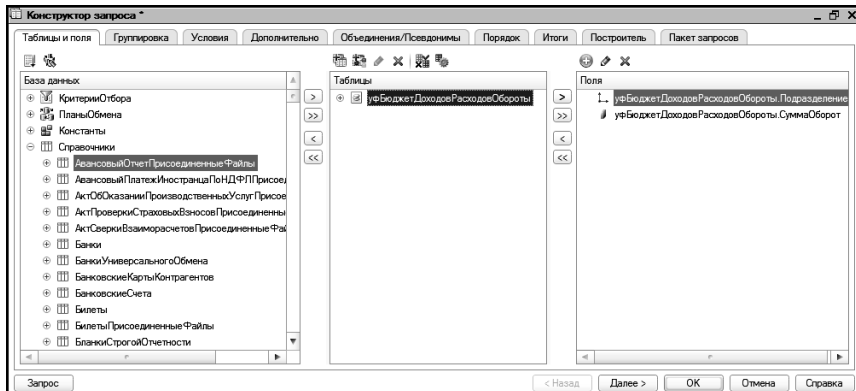 Конструктор запроса *
Таблицы и поля
Группировка
Условия
Дополнительно
Объединения/Псевдонимы
Порядок
Итоги
Построитель
Пакет запросов
База данных
КритерииОтбора
ПланыОбмена
Константы
Справочники
АвансовыйОтчетПрисоединенныеФайлы
АвансовыйПлатежИностранцаПоНДФЛПрисоед
АктОбОказанииПроизводственныхУслугПрисое
АктПроверкиСтраховыхВзносовПрисоединенны
АктСверкиВзаиморасчетовПрисоединенныеФай
Банки
БанкиУниверсальногоОбмена
БанковскиеКартыКонтрагентов
БанковскиеСчета
Билеты
БилетыПрисоединенныеФайлы
БланкиСтрогойОтчетности
>
>>
<
<<
Таблицы
уфБюджетДоходовРасходовОбороты
>
>>
<
<<
Поля
уфБюджетДоходовРасходовОбороты.Подразделение
уфБюджетДоходовРасходовОбороты.СуммаОборот
Запрос
< Назад
Далее >
OK
Отмена
Справка